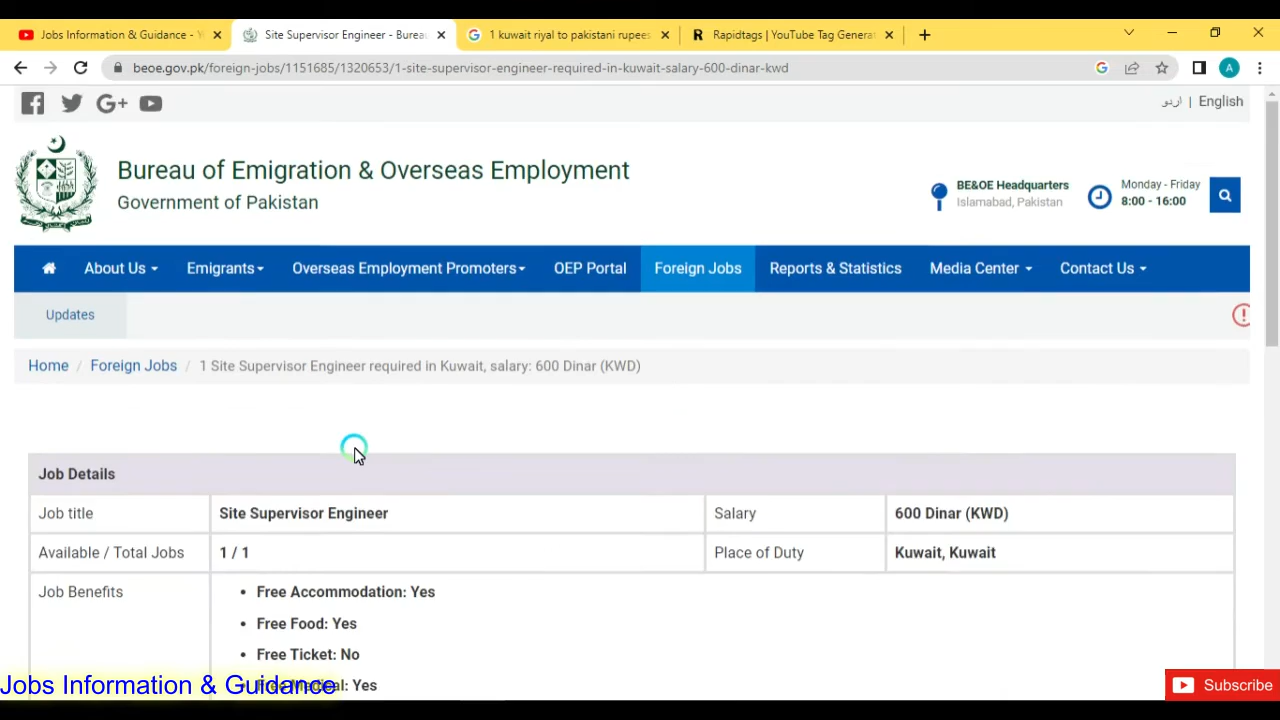 Jobs Information & Guidance - Y
Site Supervisor Engineer - Bureau
1 kuwait riyal to pakistani rupees
Rapidtags | YouTube Tag Generat
beoe.gov.pk/foreign-jobs/1151685/1320653/1-site-supervisor-engineer-required-in-kuwait-salary-600-dinar-kwd
A
G+
اردو | English
Bureau of Emigration & Overseas Employment
Government of Pakistan
BE&OE Headquarters
Islamabad, Pakistan
Monday - Friday
8:00 - 16:00
About Us Emigrants Overseas Employment Promoters OEP Portal Foreign Jobs Reports & Statistics Media Center Contact Us
Updates
Home / Foreign Jobs / 1 Site Supervisor Engineer required in Kuwait, salary: 600 Dinar (KWD)
Job Details
Job title Site Supervisor Engineer Salary 600 Dinar (KWD)
Available / Total Jobs 1 / 1 Place of Duty Kuwait, Kuwait
Job Benefits
• Free Accommodation: Yes
• Free Food: Yes
• Free Ticket: No
• Free Medical: Yes
Jobs Information & Guidance
Subscribe